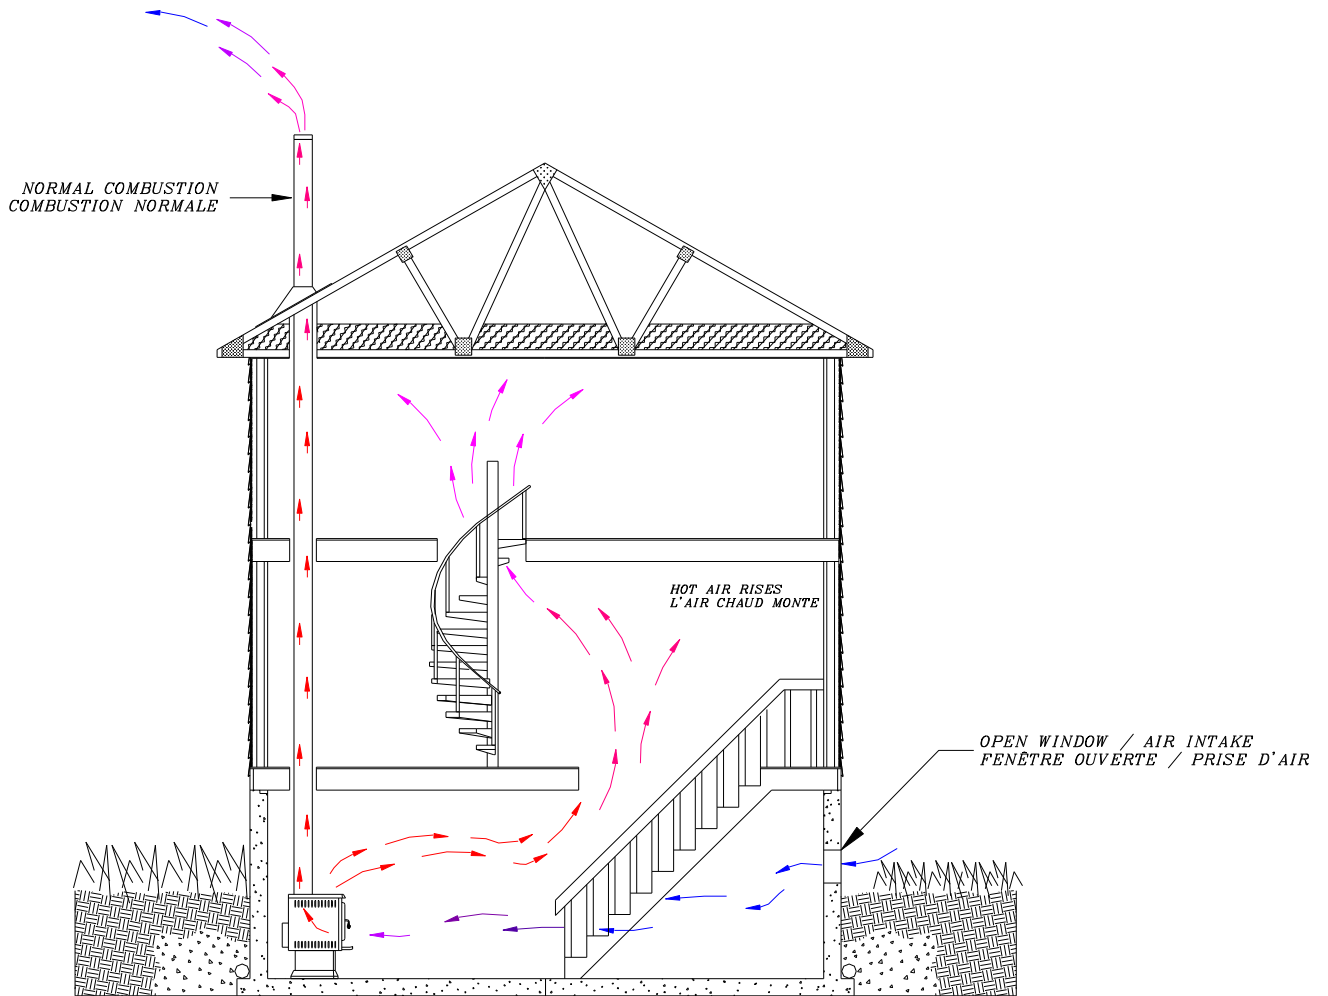 NORMAL COMBUSTION
COMBUSTION NORMALE
HOT AIR RISES
L'AIR CHAUD MONTE
OPEN WINDOW / AIR INTAKE
FENÊTRE OUVERTE / PRISE D'AIR